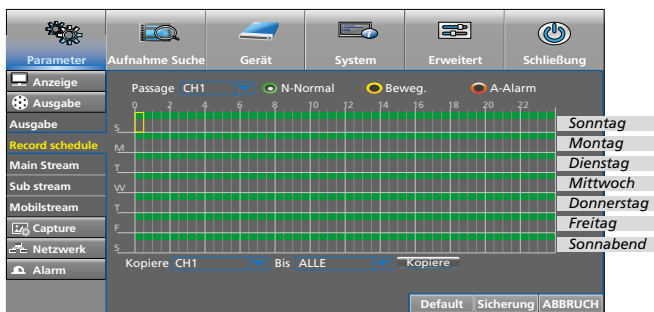 Parameter Aufnahme Suche Gerät System Erweitert Schließung
Anzeige
Ausgabe
Ausgabe
Record schedule
Main Stream
Sub stream
Mobilstream
Capture
Netzwerk
Alarm
Passage CH1 N-Normal Beweg. A-Alarm
0 2 4 6 8 10 12 14 16 18 20 22
S Sonntag
M Montag
T Dienstag
W Mittwoch
T Donnerstag
F Freitag
S Sonnabend
Kopiere CH1 Bis ALLE Kopiere
Default Sicherung ABBRUCH